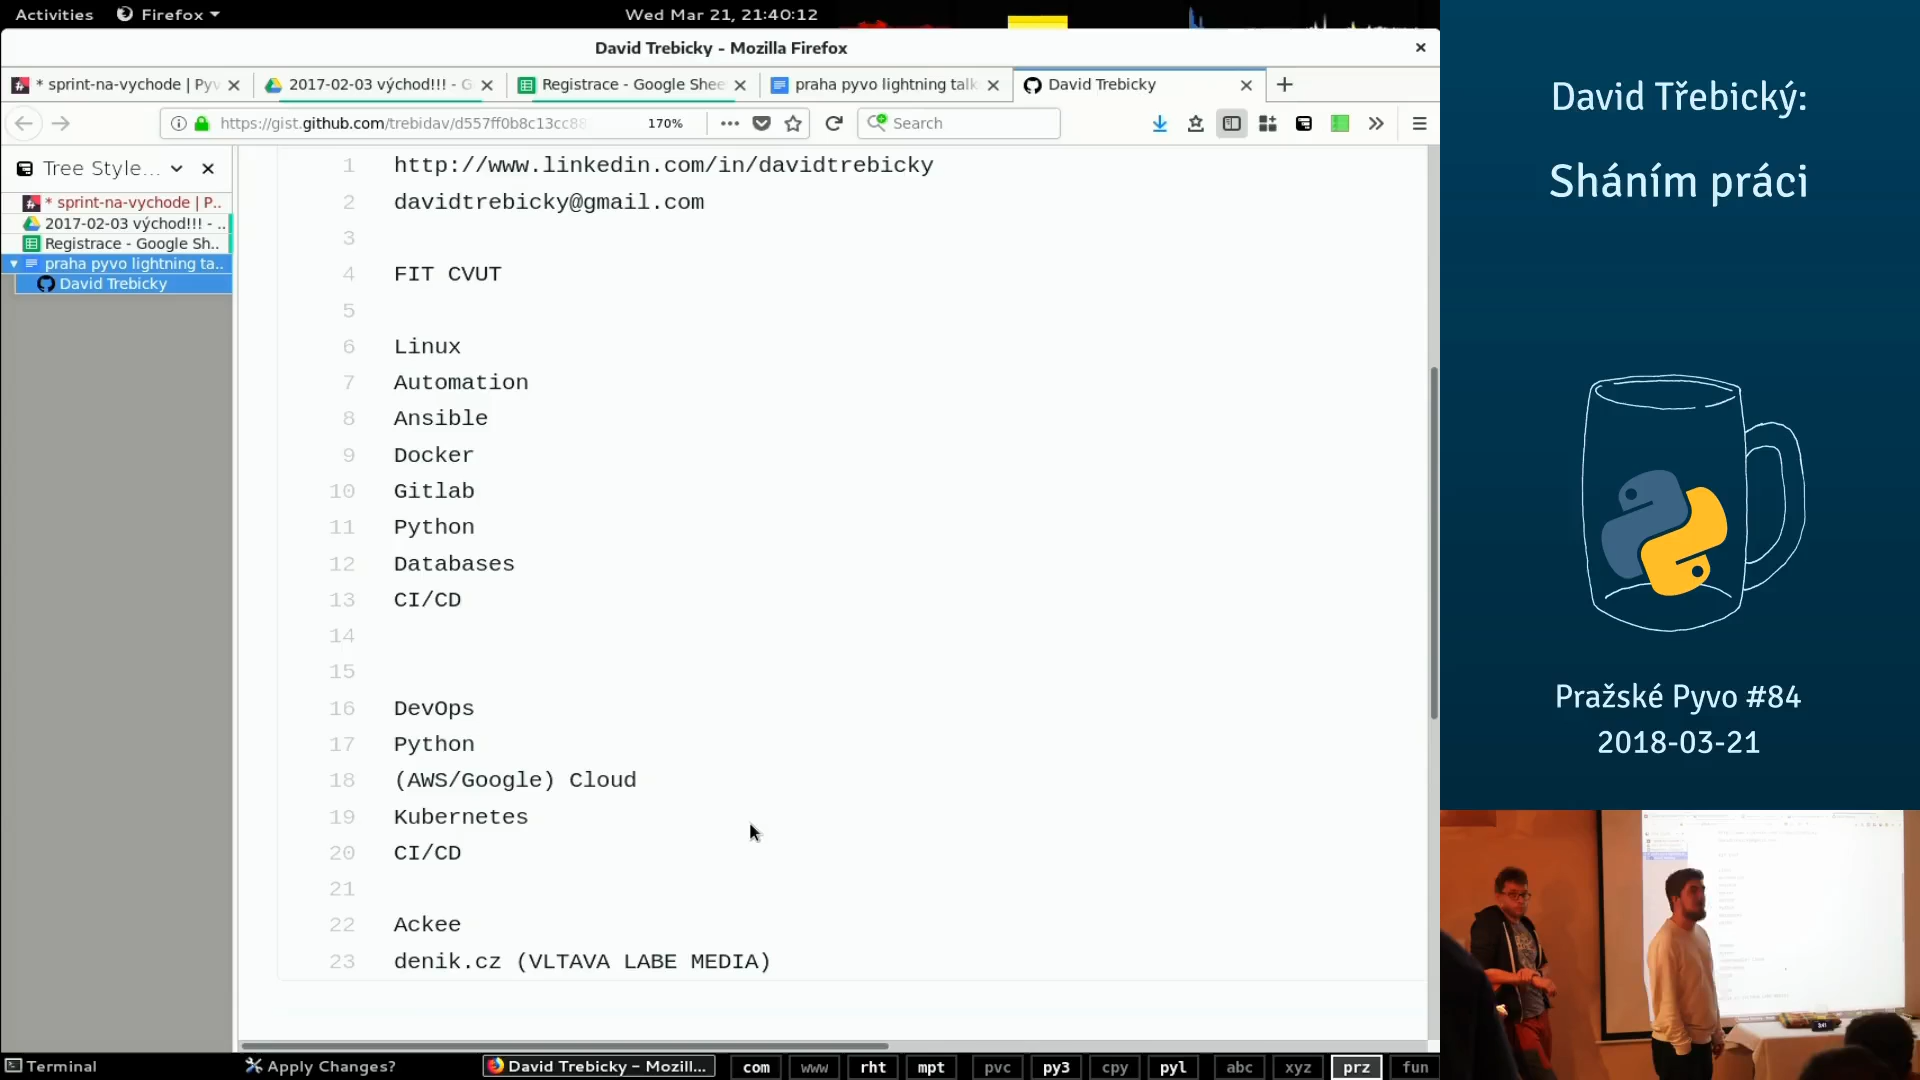 Activities
Firefox
Wed Mar 21, 21:40:12
David Trebicky - Mozilla Firefox
* sprint-na-vychode | Pyv
2017-02-03 východ!!! - G
Registrace - Google Shee
praha pyvo lightning talk
David Trebicky
https://gist.github.com/trebidav/d557ff0b8c13cc88
170%
Search
Tree Style...
* sprint-na-vychode | P..
2017-02-03 východ!!! - ..
Registrace - Google Sh..
praha pyvo lightning ta..
David Trebicky
1 http://www.linkedin.com/in/davidtrebicky
2 davidtrebicky@gmail.com
3
4 FIT CVUT
5
6 Linux
7 Automation
8 Ansible
9 Docker
10 Gitlab
11 Python
12 Databases
13 CI/CD
14
15
16 DevOps
17 Python
18 (AWS/Google) Cloud
19 Kubernetes
20 CI/CD
21
22 Ackee
23 denik.cz (VLTAVA LABE MEDIA)
Terminal
Apply Changes?
David Trebicky - Mozill...
com www rht mpt pvc py3 cpy pyl abc xyz prz fun
David Třebický:
Sháním práci
Pražské Pyvo #84
2018-03-21